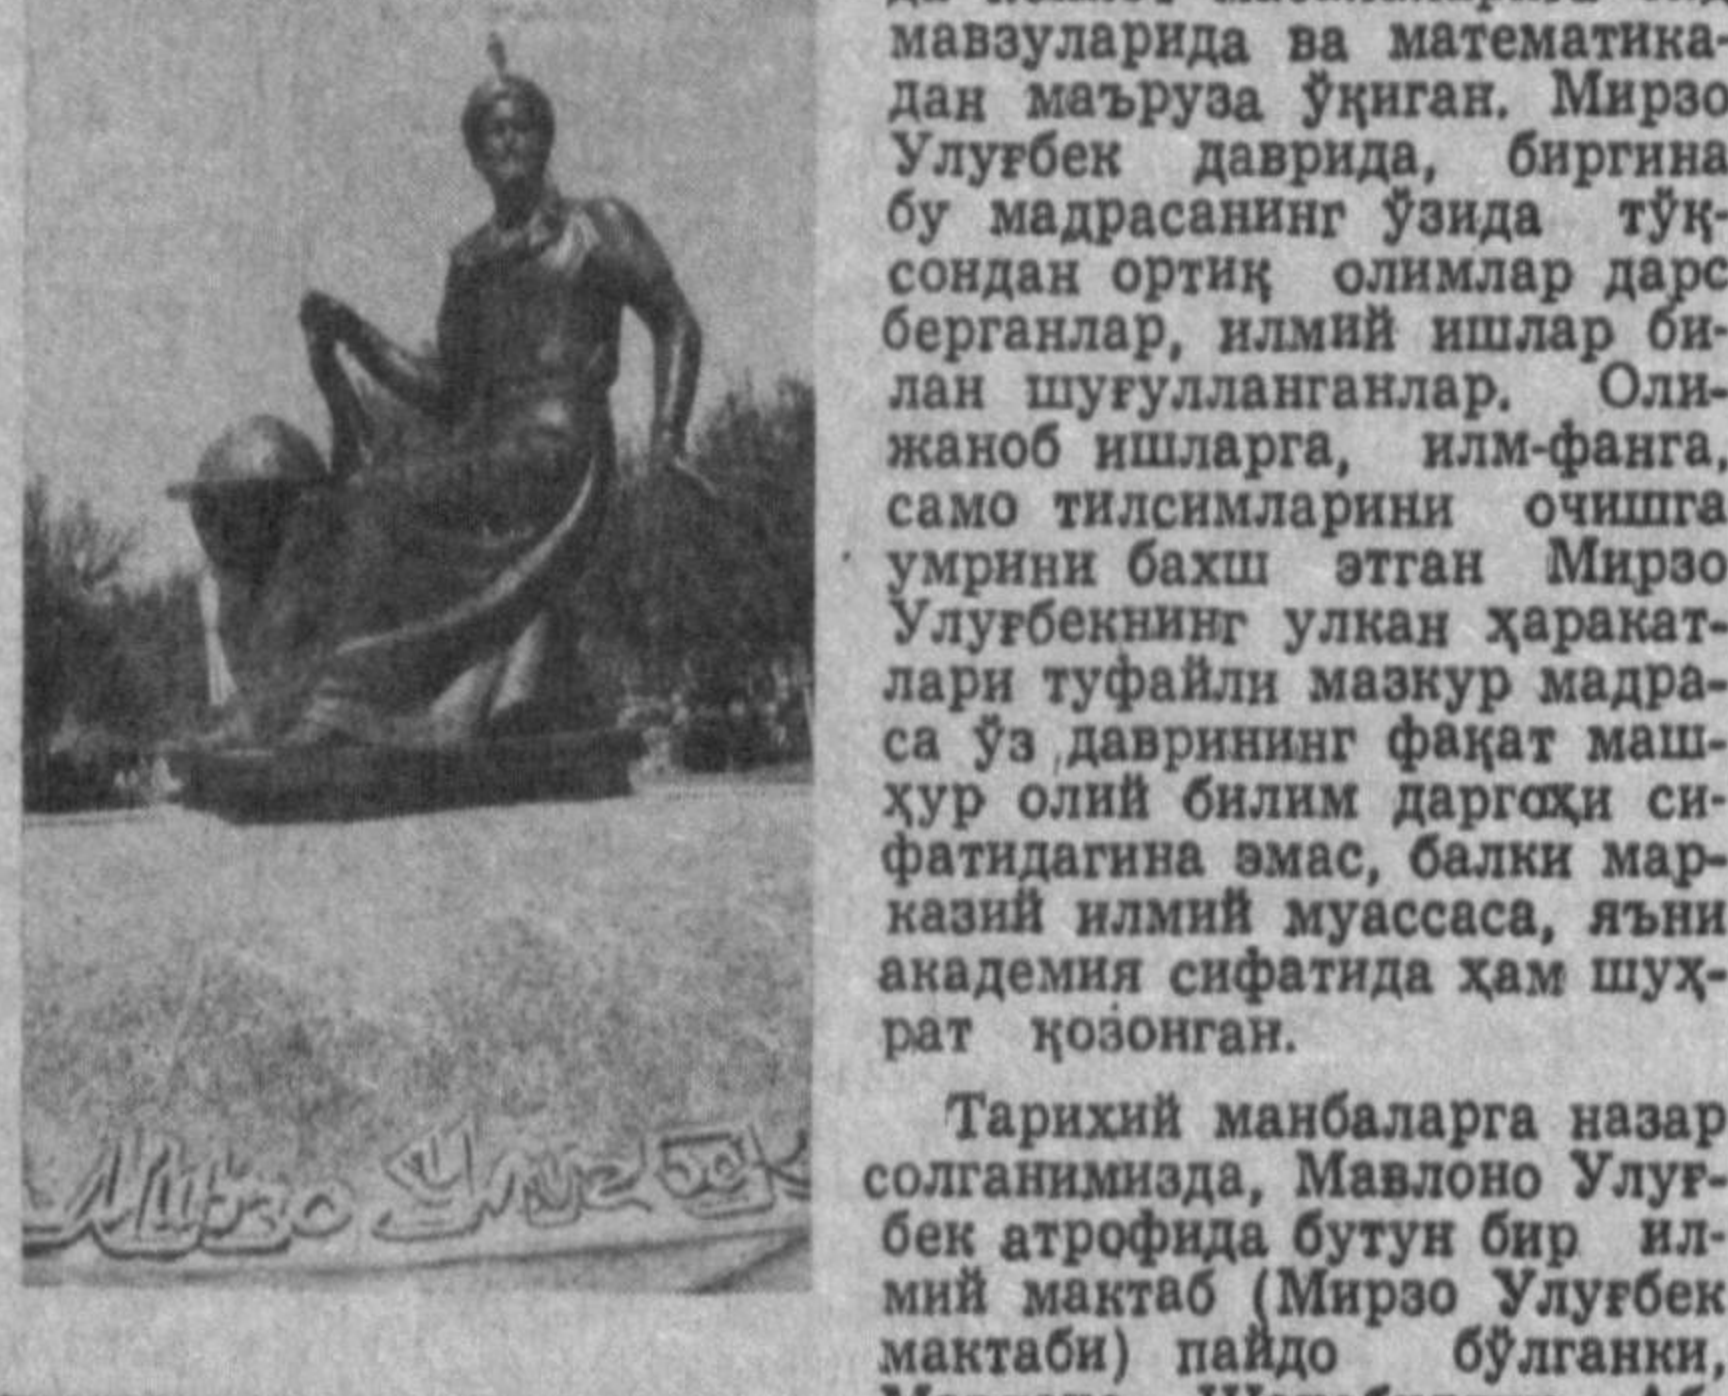 Мирзо Улугбек
мавзуларида ва математика-
дан маъруза ўқиган. Мирзо
Улуғбек даврида, биргина
бу мадрасанинг ўзида тўқ-
сондан ортиқ олимлар дарс
берганлар, илмий ишлар би-
лан шуғулланганлар. Оли-
жаноб ишларга, илм-фанга,
само тилсимларини очишга
умрини бахш этган Мирзо
Улуғбекнинг улкан ҳаракат-
лари туфайли мазкур мадра-
са ўз даврининг фақат маш-
ҳур олий билим даргоҳи си-
фатидагина эмас, балки мар-
казий илмий муассаса, яъни
академия сифатида ҳам шуҳ-
рат қозонган.
Тарихий манбаларга назар
солганимизда, Мавлоно Улуғ-
бек атрофида бутун бир ил-
мий мактаб (Мирзо Улуғбек
мактаби) пайдо бўлганки,